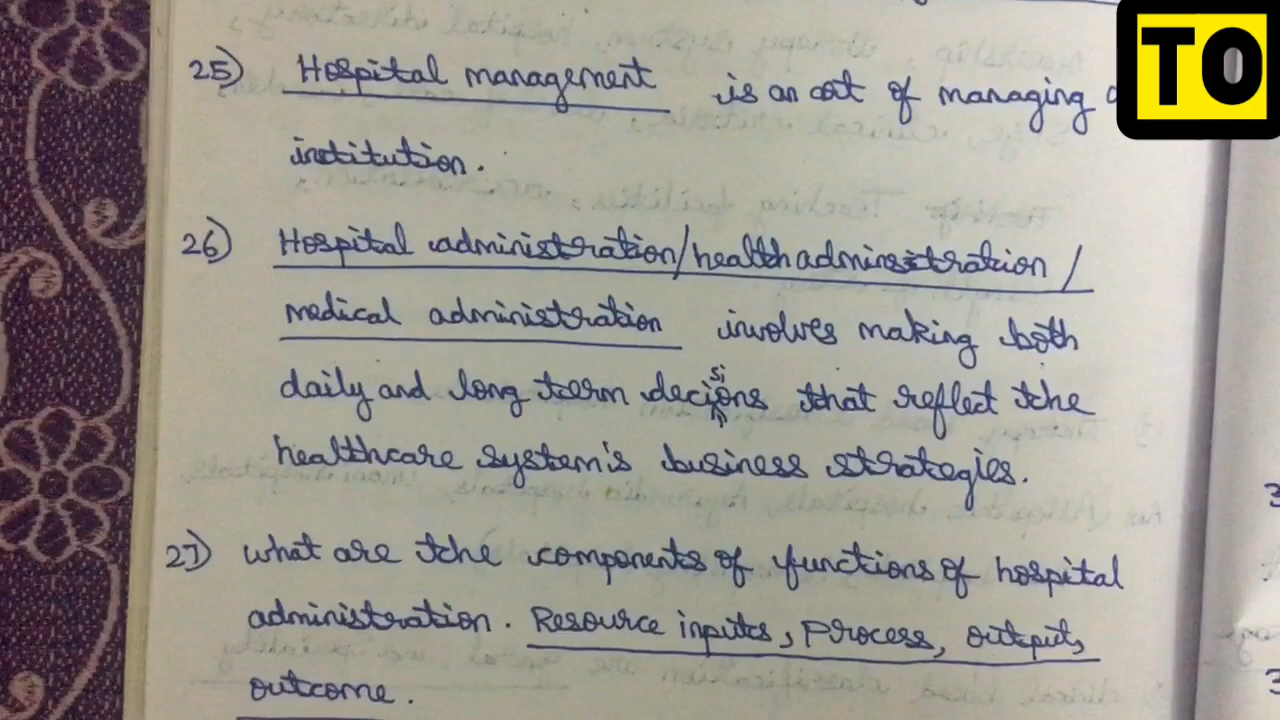 TO
25) Hospital management is an art of managing
institution.
26) Hospital administration/health administration/
medical administration involves making both
daily and long term decisions that reflect the
healthcare system's business strategies.
27) what are the components of functions of hospital
administration. Resource inputs, Process, outputs,
outcome.